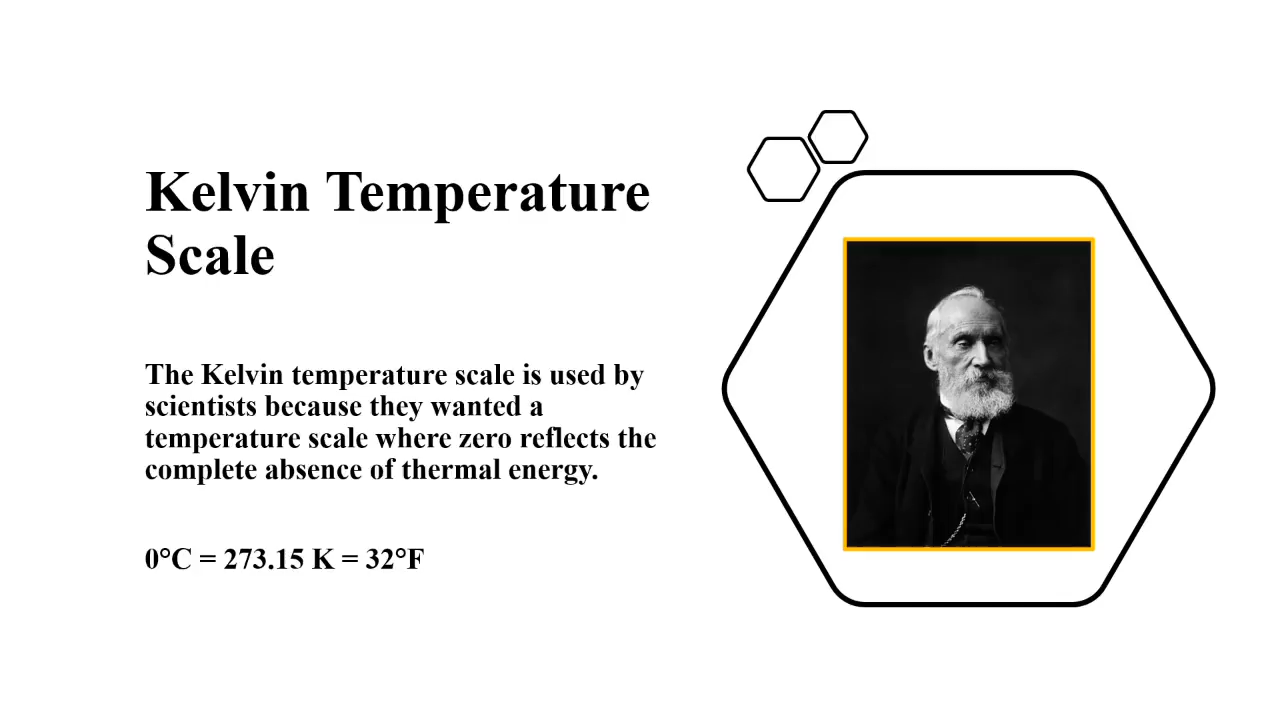 Kelvin Temperature
Scale
The Kelvin temperature scale is used by
scientists because they wanted a
temperature scale where zero reflects the
complete absence of thermal energy.
0°C = 273.15 K = 32°F